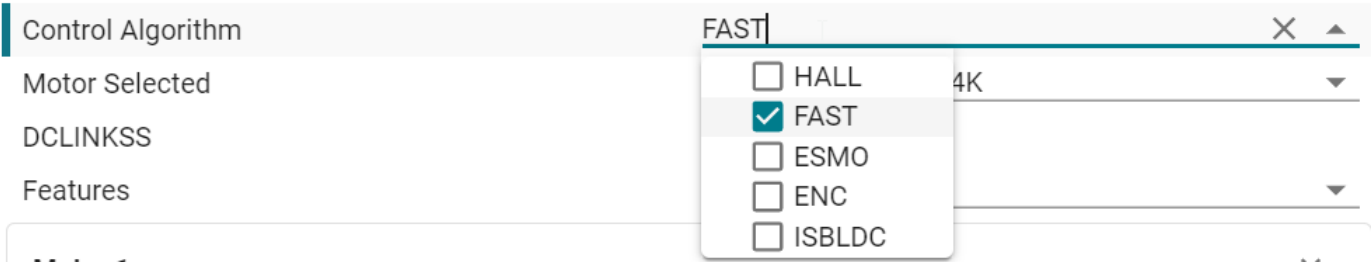 Control Algorithm FAST
HALL
Motor Selected 4K
FAST
DCLINKSS
ESMO
Features
ENC
ISBLDC